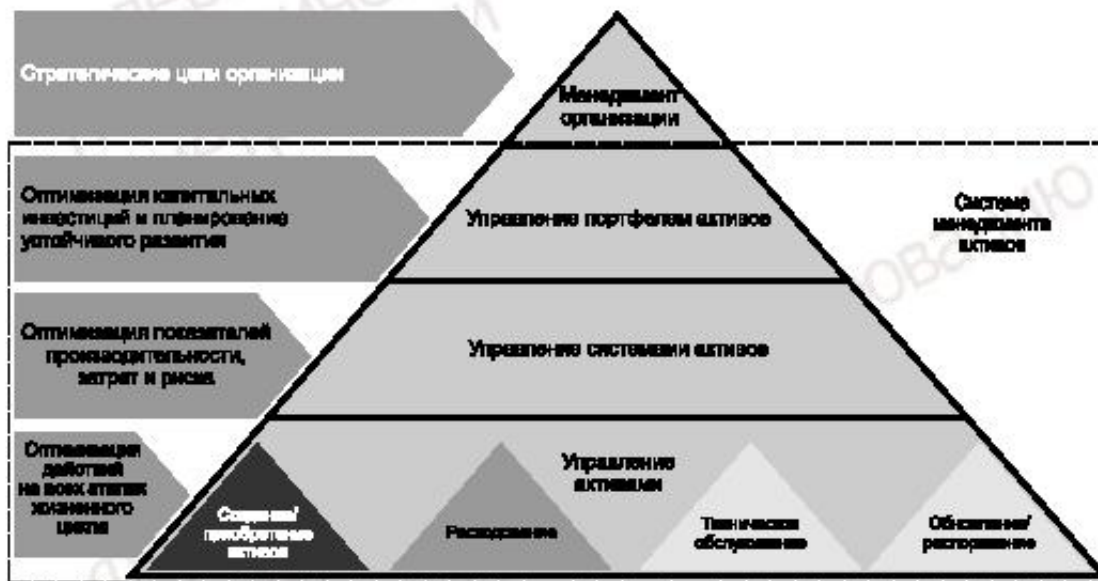 Стратегические цели организации
Менеджмент
организации
Оптимизация капитальных
инвестиций и планирование
устойчивого развития
Управление портфелем активов
Система
менеджмента
активов
Оптимизация показателей
производительности,
затрат и риска
Управление системами активов
Оптимизация
действий
на всех этапах
жизненного
цикла
Управление
активами
Создание/
приобретение
активов
Расходование
Техническое
обслуживание
Обновление/